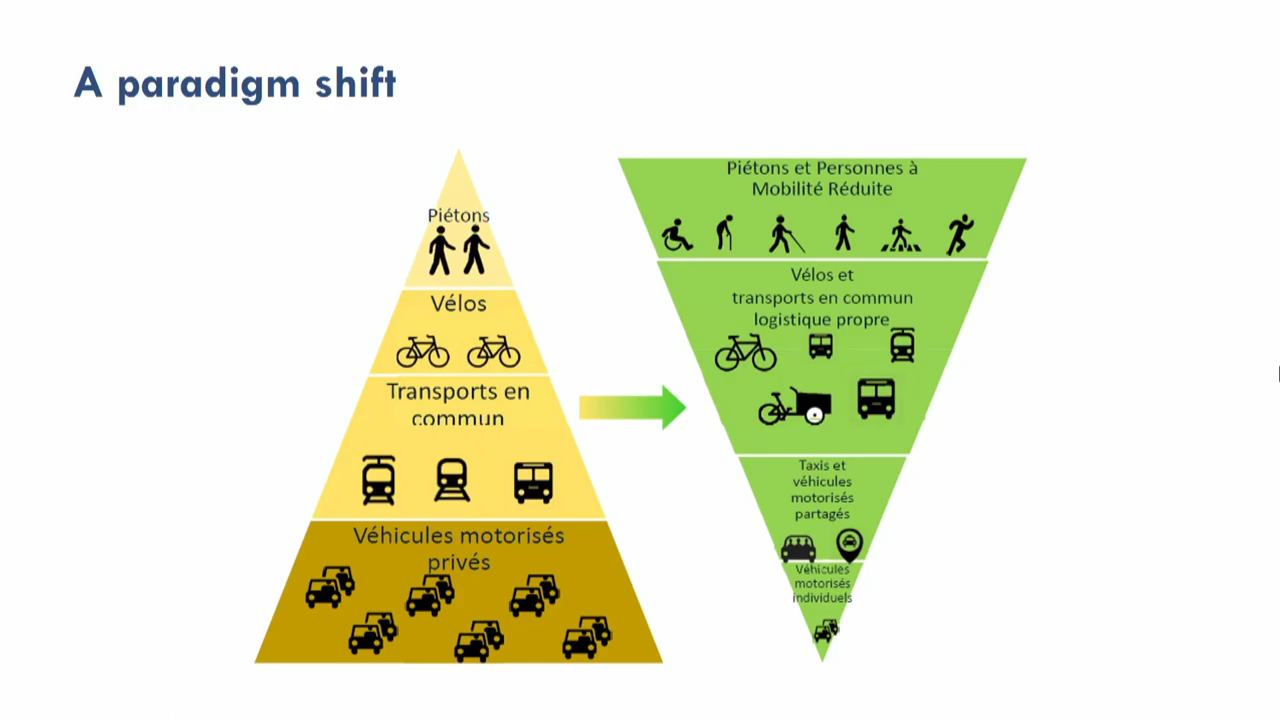 A paradigm shift
Piétons
Vélos
Transports en
commun
Véhicules motorisés
privés
Piétons et Personnes à
Mobilité Réduite
Vélos et
transports en commun
logistique propre
Taxis et
véhicules
motorisés
partagés
Véhicules
motorisés
individuels